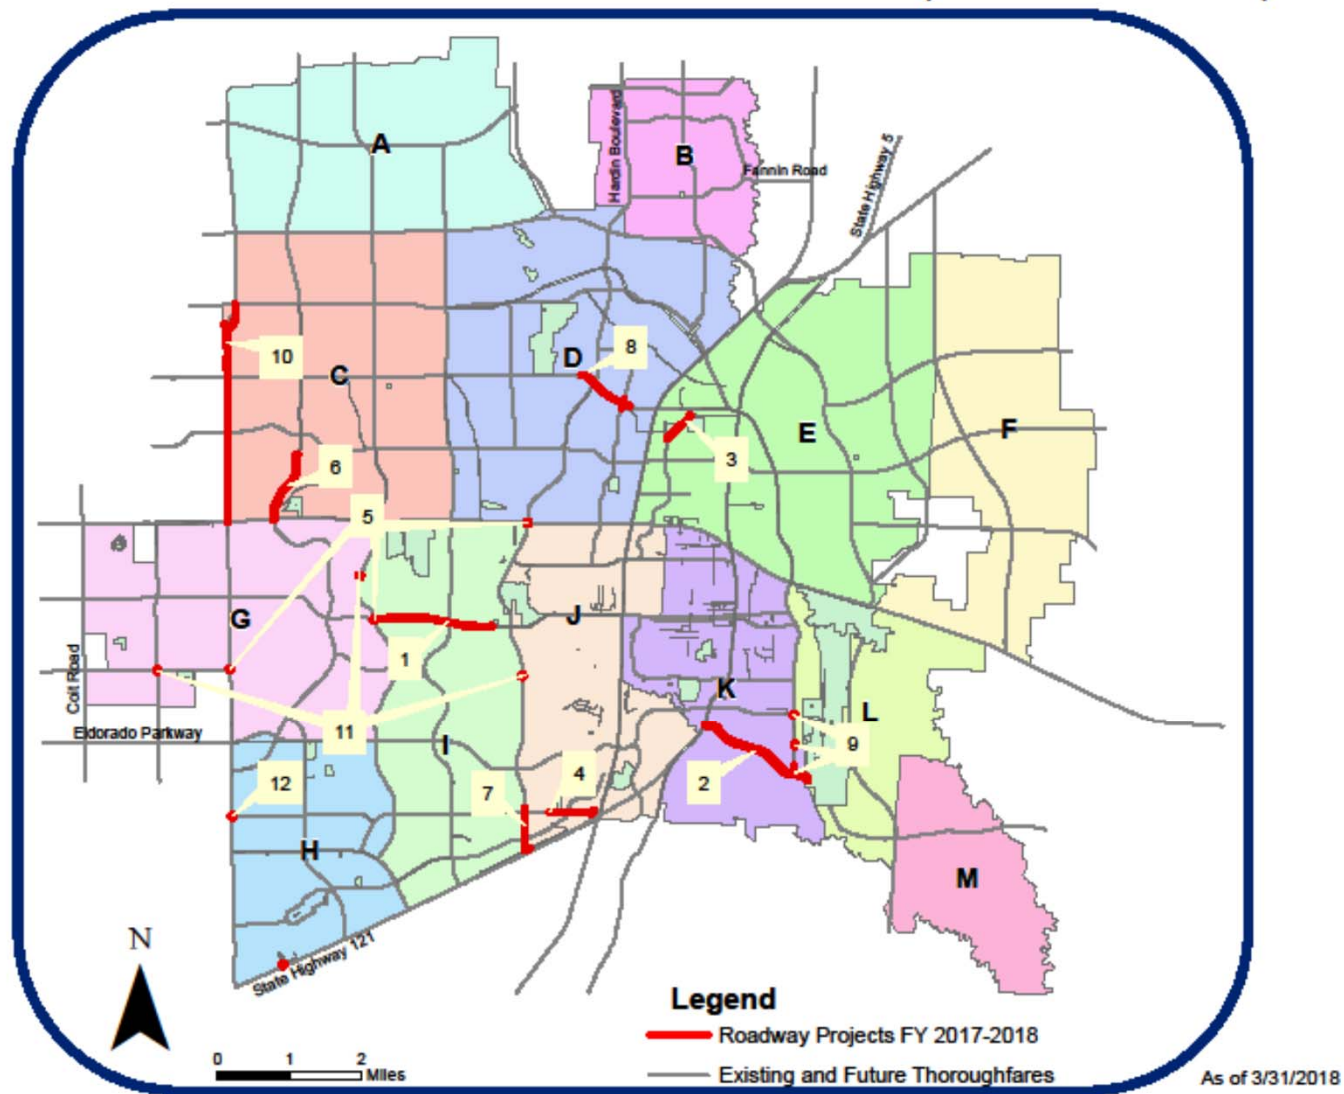 A
B
Hardin Boulevard
Fannin Road
State Highway 5
10
C
D
8
E
F
3
6
5
G
J
1
K
Coit Road
Eldorado Parkway
11
I
L
9
2
12
7
4
H
M
N
State Highway 121
Legend
Roadway Projects FY 2017-2018
0 1 2
Miles
Existing and Future Thoroughfares
As of 3/31/2018